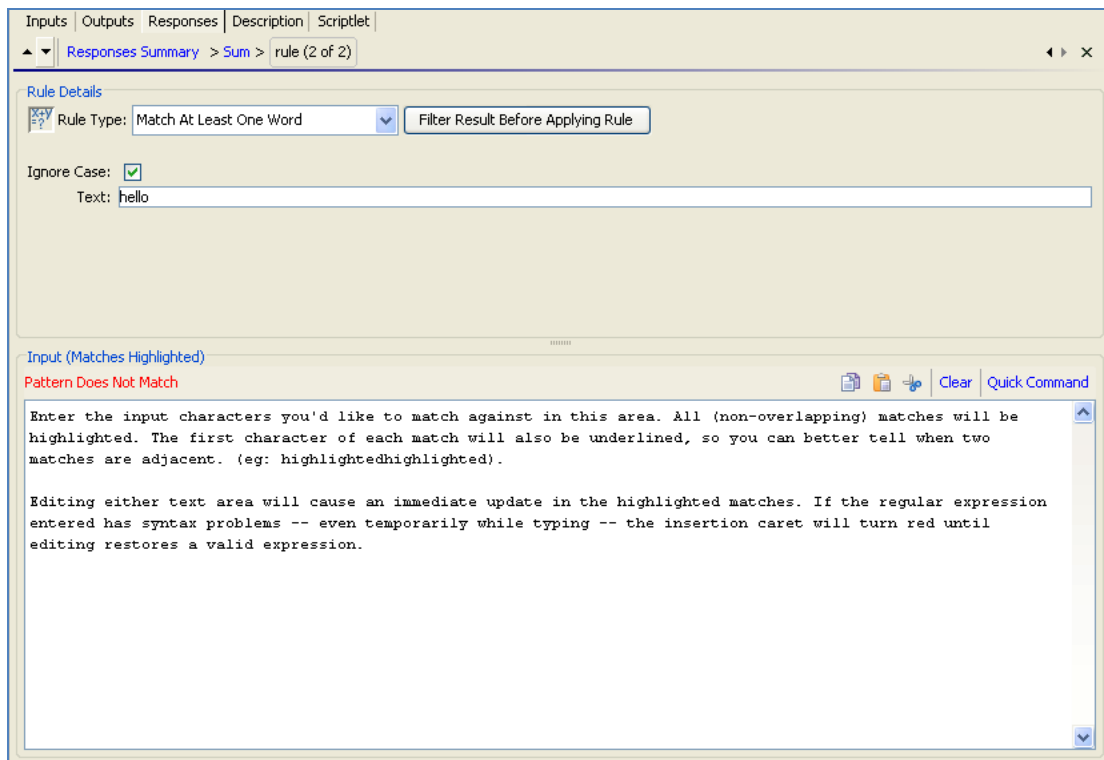 Inputs Outputs Responses Description Scriptlet
Responses Summary > Sum > rule (2 of 2)
Rule Details
X+Y =? Rule Type: Match At Least One Word Filter Result Before Applying Rule
Ignore Case:
Text: hello
Input (Matches Highlighted)
Pattern Does Not Match Clear Quick Command
Enter the input characters you'd like to match against in this area. All (non-overlapping) matches will be
highlighted. The first character of each match will also be underlined, so you can better tell when two
matches are adjacent. (eg: highlightedhighlighted).
Editing either text area will cause an immediate update in the highlighted matches. If the regular expression
entered has syntax problems -- even temporarily while typing -- the insertion caret will turn red until
editing restores a valid expression.